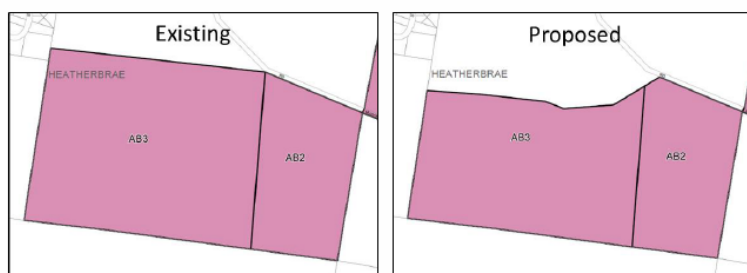 Existing
HEATHERBRAE
AB3
AB2
Proposed
HEATHERBRAE
AB3
AB2